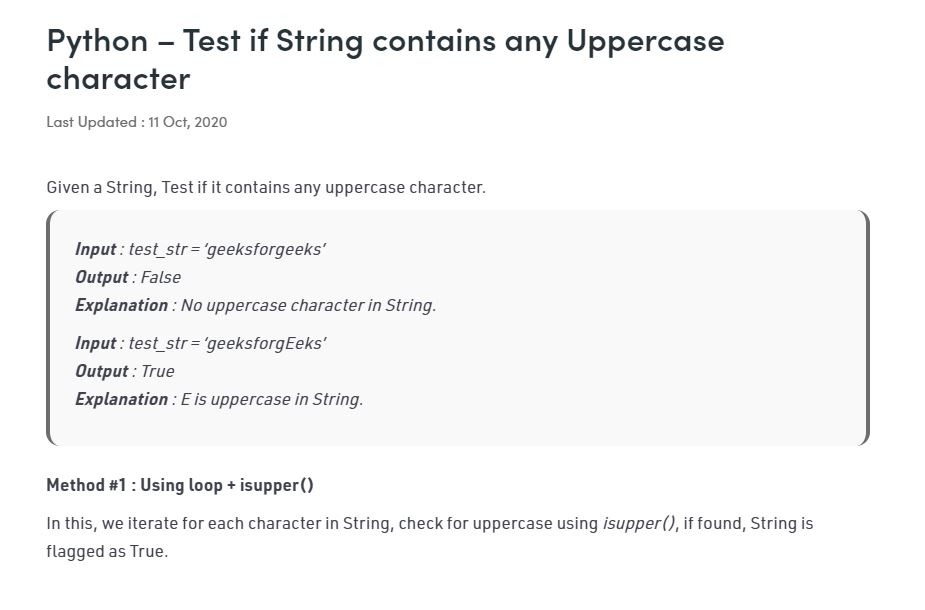 Python – Test if String contains any Uppercase
character
Last Updated : 11 Oct, 2020
Given a String, Test if it contains any uppercase character.
Input : test_str = ‘geeksforgeeks’
Output : False
Explanation : No uppercase character in String.
Input : test_str = ‘geeksforgEeks’
Output : True
Explanation : E is uppercase in String.
Method #1 : Using loop + isupper()
In this, we iterate for each character in String, check for uppercase using isupper(), if found, String is
flagged as True.